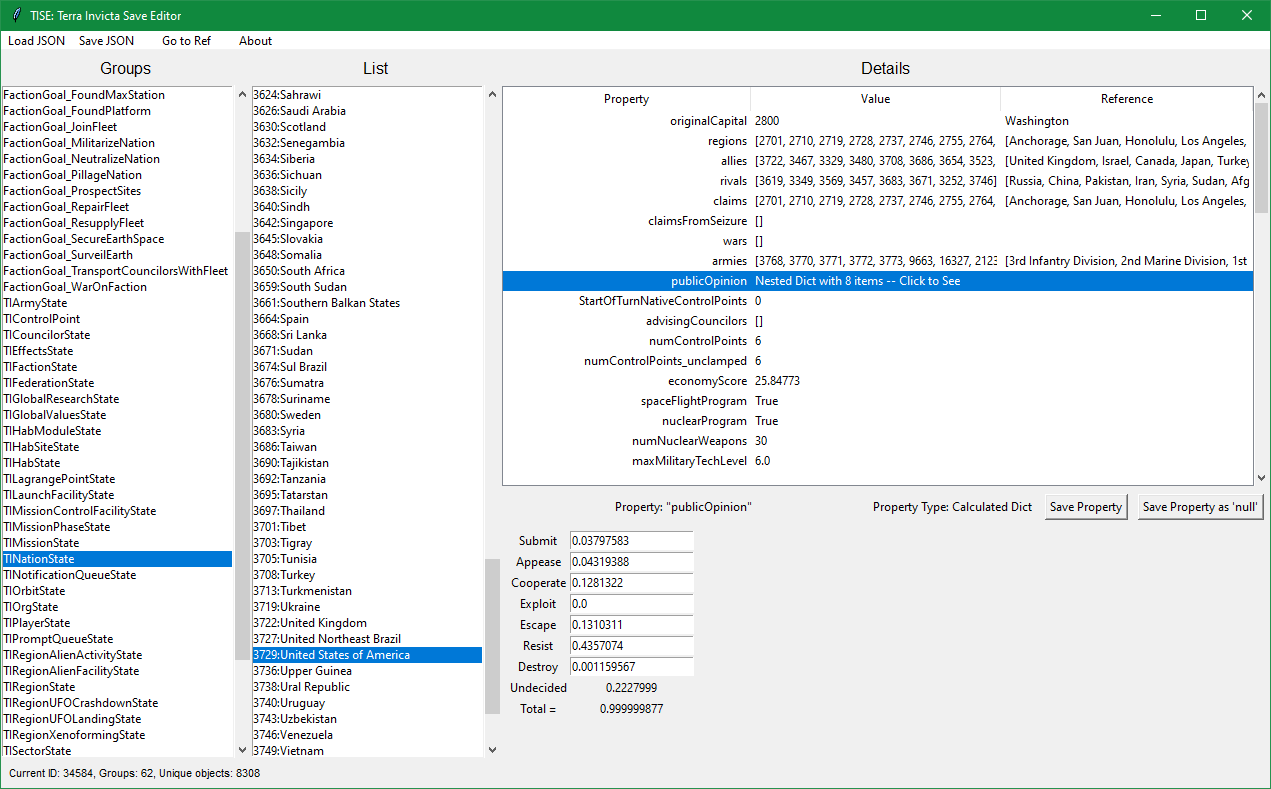 TISE: Terra Invicta Save Editor
Load JSON Save JSON Go to Ref About
Groups
FactionGoal_FoundMaxStation
FactionGoal_FoundPlatform
FactionGoal_JoinFleet
FactionGoal_MilitarizeNation
FactionGoal_NeutralizeNation
FactionGoal_PillageNation
FactionGoal_ProspectSites
FactionGoal_RepairFleet
FactionGoal_ResupplyFleet
FactionGoal_SecureEarthSpace
FactionGoal_SurveilEarth
FactionGoal_TransportCouncilorsWithFleet
FactionGoal_WarOnFaction
TIArmyState
TIControlPoint
TICouncilorState
TIEffectsState
TIFactionState
TIFederationState
TIGlobalResearchState
TIGlobalValuesState
TIHabModuleState
TIHabSiteState
TIHabState
TILagrangePointState
TILaunchFacilityState
TIMissionControlFacilityState
TIMissionPhaseState
TIMissionState
TINationState
TINotificationQueueState
TIOrbitState
TIOrgState
TIPlayerState
TIPromptQueueState
TIRegionAlienActivityState
TIRegionAlienFacilityState
TIRegionState
TIRegionUFOCrashdownState
TIRegionUFOLandingState
TIRegionXenoformingState
TISectorState
List
3624:Sahrawi
3626:Saudi Arabia
3630:Scotland
3632:Senegambia
3634:Siberia
3636:Sichuan
3638:Sicily
3640:Sindh
3642:Singapore
3645:Slovakia
3648:Somalia
3650:South Africa
3659:South Sudan
3661:Southern Balkan States
3664:Spain
3668:Sri Lanka
3671:Sudan
3674:Sul Brazil
3676:Sumatra
3678:Suriname
3680:Sweden
3683:Syria
3686:Taiwan
3690:Tajikistan
3692:Tanzania
3695:Tatarstan
3697:Thailand
3701:Tibet
3703:Tigray
3705:Tunisia
3708:Turkey
3713:Turkmenistan
3719:Ukraine
3722:United Kingdom
3727:United Northeast Brazil
3729:United States of America
3736:Upper Guinea
3738:Ural Republic
3740:Uruguay
3743:Uzbekistan
3746:Venezuela
3749:Vietnam
Details
Property Value Reference
originalCapital 2800 Washington
regions [2701, 2710, 2719, 2728, 2737, 2746, 2755, 2764, [Anchorage, San Juan, Honolulu, Los Angeles,
allies [3722, 3467, 3329, 3480, 3708, 3686, 3654, 3523, [United Kingdom, Israel, Canada, Japan, Turkey
rivals [3619, 3349, 3569, 3457, 3683, 3671, 3252, 3746] [Russia, China, Pakistan, Iran, Syria, Sudan, Afg
claims [2701, 2710, 2719, 2728, 2737, 2746, 2755, 2764, [Anchorage, San Juan, Honolulu, Los Angeles,
claimsFromSeizure []
wars []
armies [3768, 3770, 3771, 3772, 3773, 9663, 16327, 2123 [3rd Infantry Division, 2nd Marine Division, 1st
publicOpinion Nested Dict with 8 items -- Click to See
StartOfTurnNativeControlPoints 0
advisingCouncilors []
numControlPoints 6
numControlPoints_unclamped 6
economyScore 25.84773
spaceFlightProgram True
nuclearProgram True
numNuclearWeapons 30
maxMilitaryTechLevel 6.0
Property: "publicOpinion" Property Type: Calculated Dict Save Property Save Property as 'null'
Submit 0.03797583
Appease 0.04319388
Cooperate 0.1281322
Exploit 0.0
Escape 0.1310311
Resist 0.4357074
Destroy 0.001159567
Undecided 0.2227999
Total = 0.999999877
Current ID: 34584, Groups: 62, Unique objects: 8308